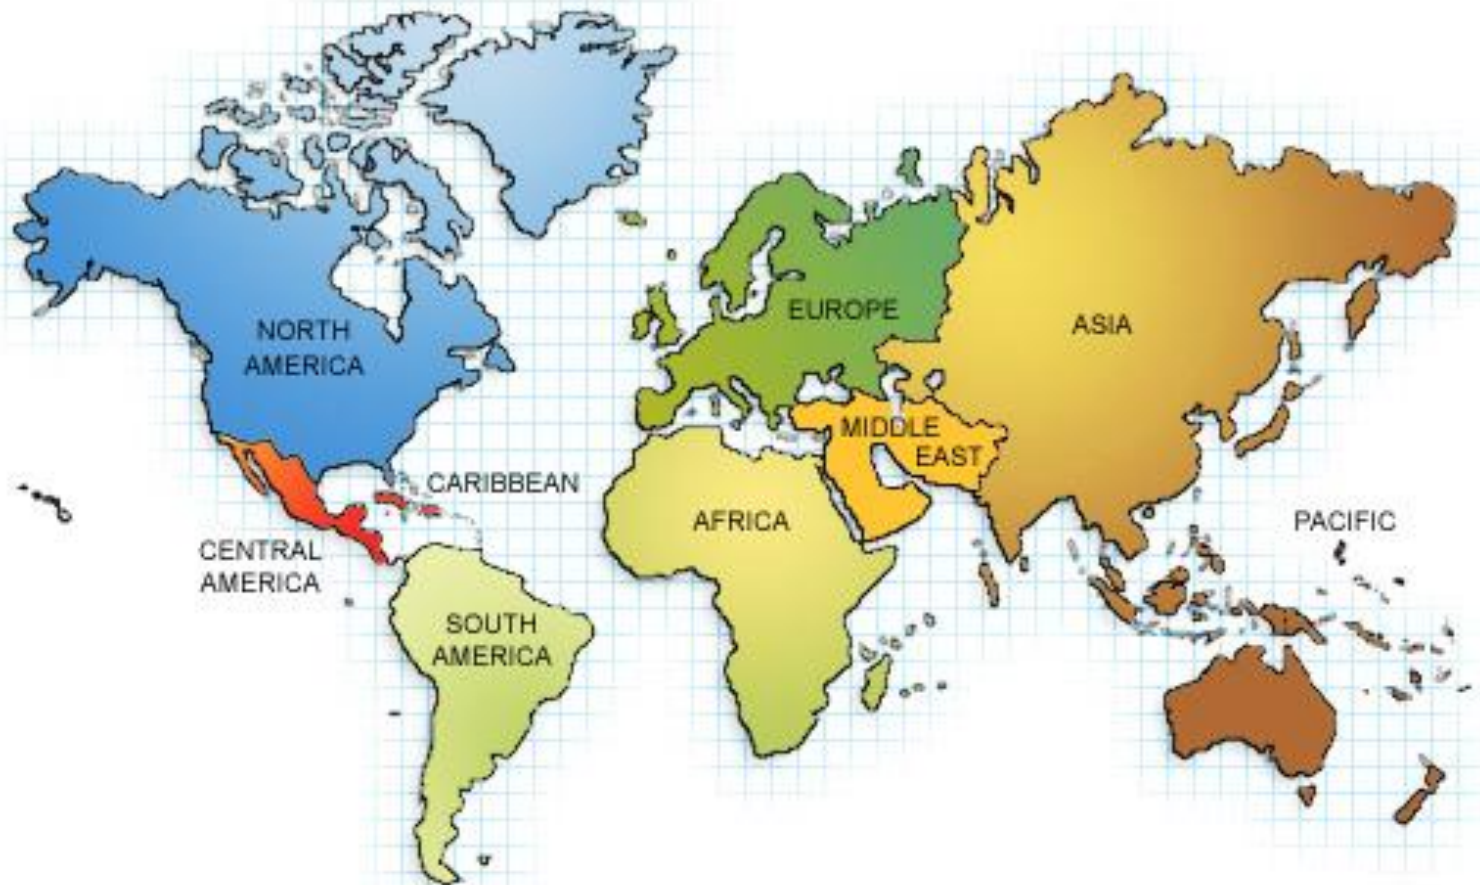 NORTH
AMERICA
EUROPE
ASIA
MIDDLE
EAST
CARIBBEAN
AFRICA
PACIFIC
CENTRAL
AMERICA
SOUTH
AMERICA